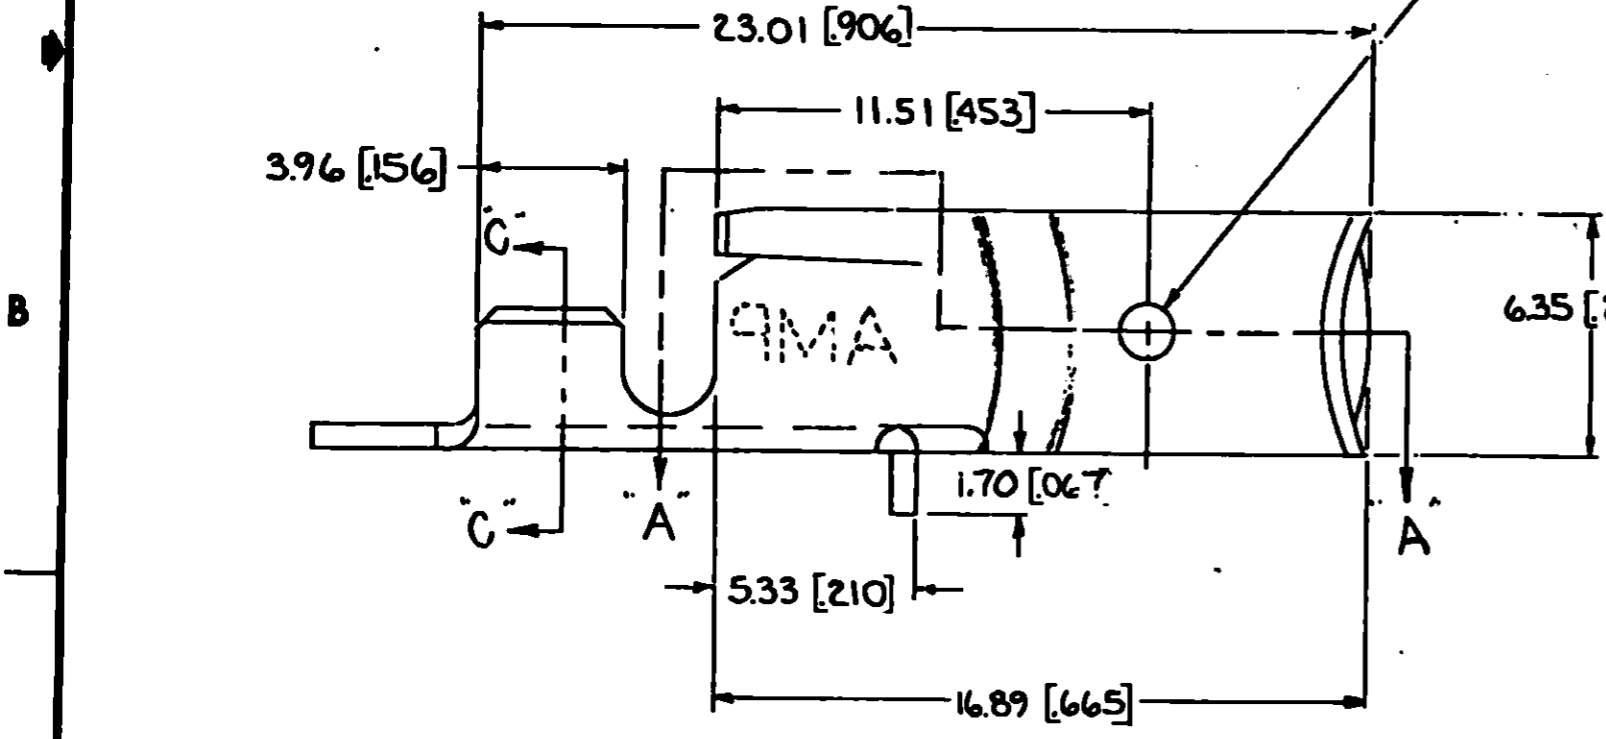 23.01 [.906]
11.51 [.453]
3.96 [.156]
"C"
B
AMP
6.35 [.
1.70 [.067
"C"
"A"
"A"
5.33 [.210]
16.89 [.665]